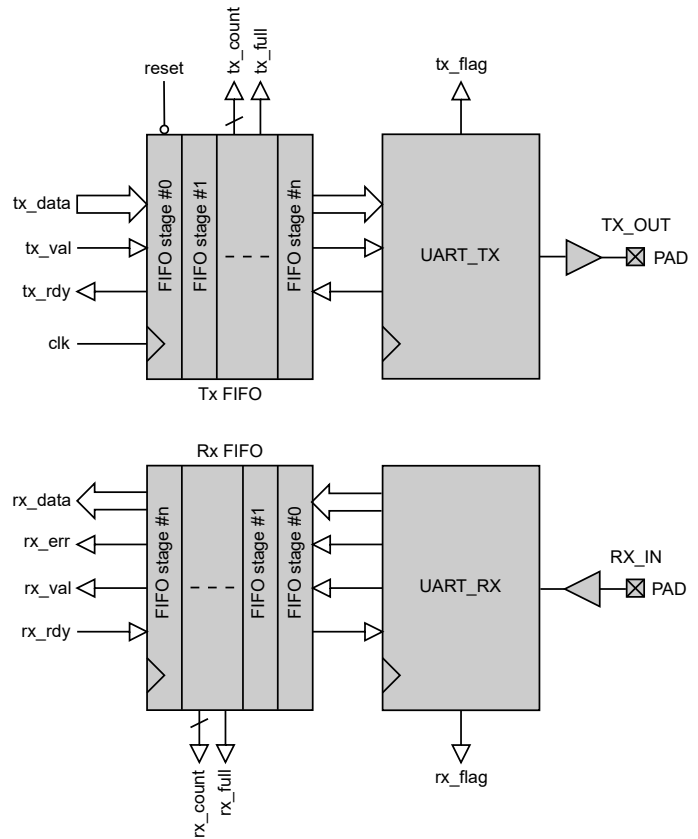 tx_count
tx_full
reset
tx_flag
tx_data
tx_val
tx_rdy
clk
FIFO stage #0
FIFO stage #1
FIFO stage #n
UART_TX
TX_OUT
PAD
Tx FIFO
Rx FIFO
rx_data
rx_err
rx_val
rx_rdy
FIFO stage #n
FIFO stage #1
FIFO stage #0
UART_RX
RX_IN
PAD
rx_count
rx_full
rx_flag